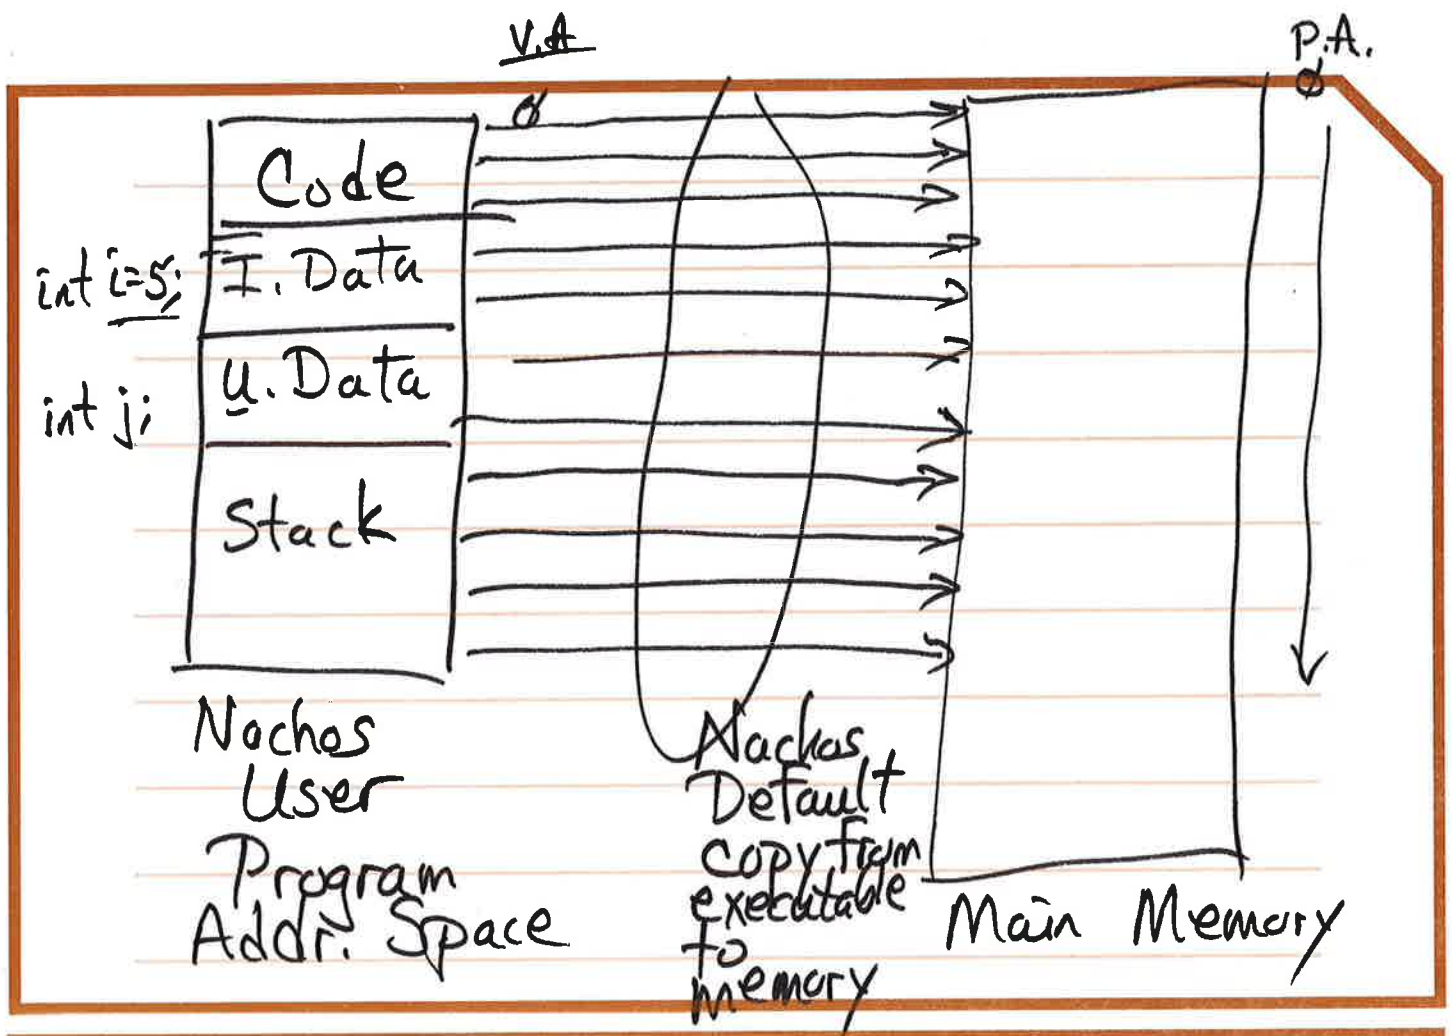 V.A
P.A.
0
0
Code
int i=5;
I. Data
U. Data
int j;
Stack
Nachos
User
Program
Addr. Space
Nachos
Default
copy from
executable
to
memory
Main Memory